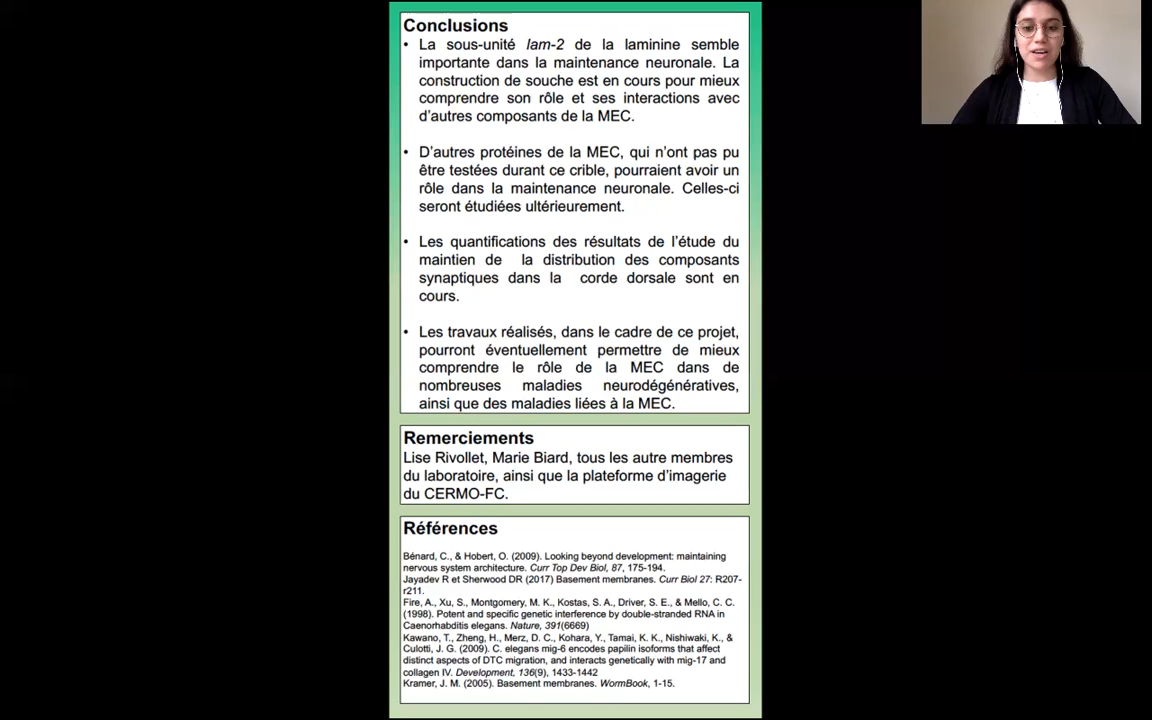 Conclusions
• La sous-unité lam-2 de la laminine semble
importante dans la maintenance neuronale. La
construction de souche est en cours pour mieux
comprendre son rôle et ses interactions avec
d'autres composants de la MEC.
• D'autres protéines de la MEC, qui n'ont pas pu
être testées durant ce crible, pourraient avoir un
rôle dans la maintenance neuronale. Celles-ci
seront étudiées ultérieurement.
• Les quantifications des résultats de l'étude du
maintien de la distribution des composants
synaptiques dans la corde dorsale sont en
cours.
• Les travaux réalisés, dans le cadre de ce projet,
pourront éventuellement permettre de mieux
comprendre le rôle de la MEC dans de
nombreuses maladies neurodégénératives,
ainsi que des maladies liées à la MEC.
Remerciements
Lise Rivollet, Marie Biard, tous les autre membres
du laboratoire, ainsi que la plateforme d'imagerie
du CERMO-FC.
Références
Bénard, C., & Hobert, O. (2009). Looking beyond development: maintaining
nervous system architecture. Curr Top Dev Biol, 87, 175-194.
Jayadev R et Sherwood DR (2017) Basement membranes. Curr Biol 27: R207-
r211.
Fire, A., Xu, S., Montgomery, M. K., Kostas, S. A., Driver, S. E., & Mello, C. C.
(1998). Potent and specific genetic interference by double-stranded RNA in
Caenorhabditis elegans. Nature, 391(6669)
Kawano, T., Zheng, H., Merz, D. C., Kohara, Y., Tamai, K. K., Nishiwaki, K., &
Culotti, J. G. (2009). C. elegans mig-6 encodes papilin isoforms that affect
distinct aspects of DTC migration, and interacts genetically with mig-17 and
collagen IV. Development, 136(9), 1433-1442
Kramer, J. M. (2005). Basement membranes. WormBook, 1-15.